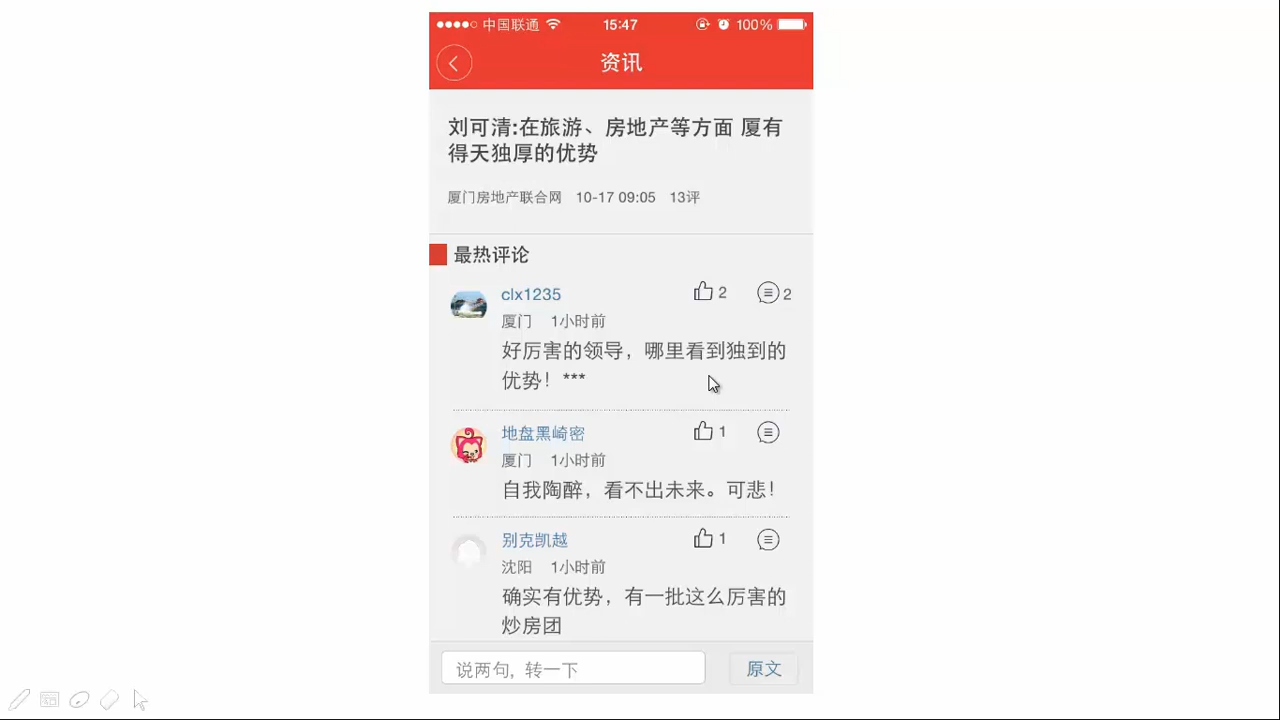 中国联通 15:47 100%
资讯
刘可清:在旅游、房地产等方面 厦有
得天独厚的优势
厦门房地产联合网 10-17 09:05 13评
最热评论
clx1235 2 2
厦门 1小时前
好厉害的领导，哪里看到独到的
优势！***
地盘黑崎密 1
厦门 1小时前
自我陶醉，看不出未来。可悲！
别克凯越 1
沈阳 1小时前
确实有优势，有一批这么厉害的
炒房团
说两句，转一下 原文